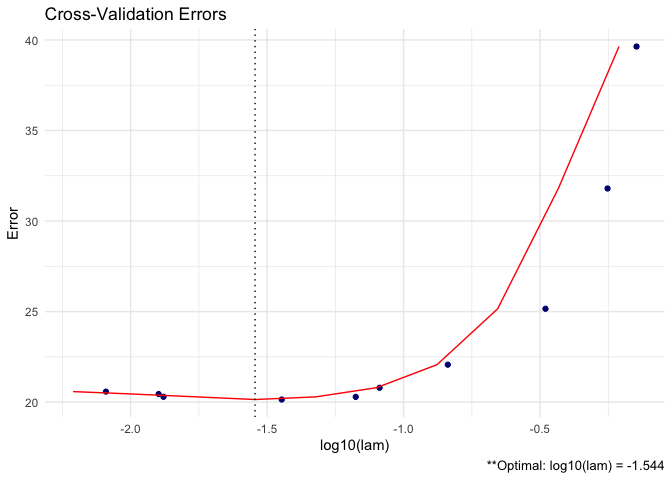 Cross-Validation Errors
Error
40
35
30
25
20
-2.0 -1.5 -1.0 -0.5
log10(lam)
**Optimal: log10(lam) = -1.544